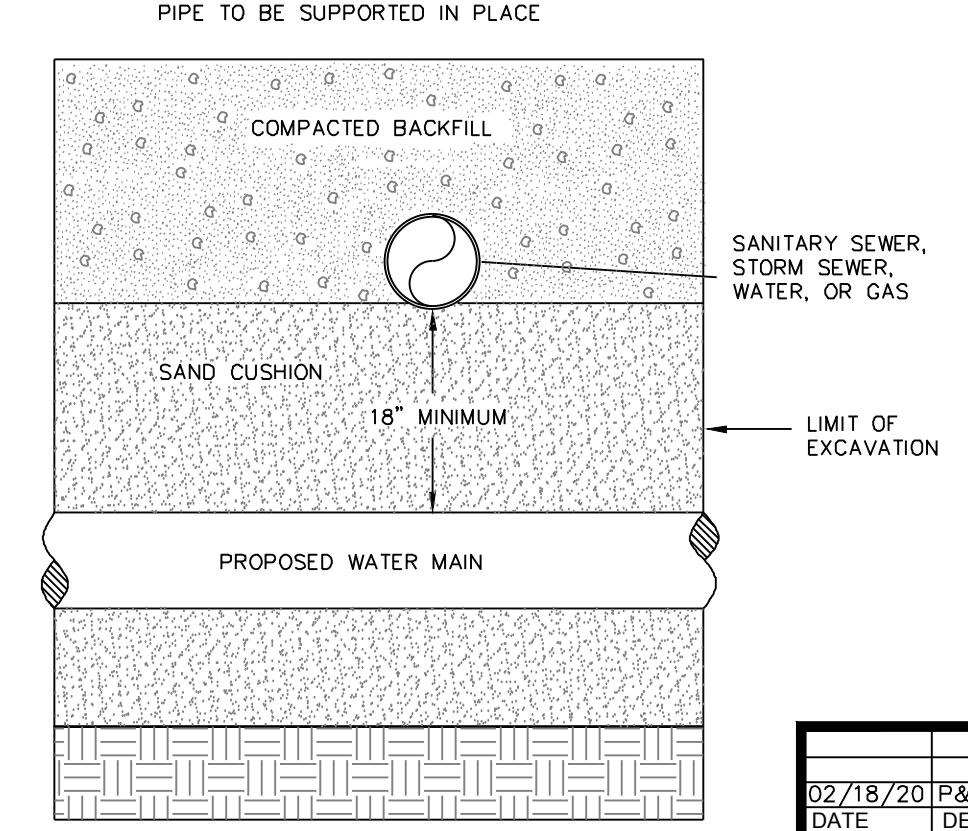 PIPE TO BE SUPPORTED IN PLACE
COMPACTED BACKFILL
SANITARY SEWER,
STORM SEWER,
WATER, OR GAS
SAND CUSHION
18" MINIMUM
LIMIT OF
EXCAVATION
PROPOSED WATER MAIN
02/18/20 P&
DATE DE